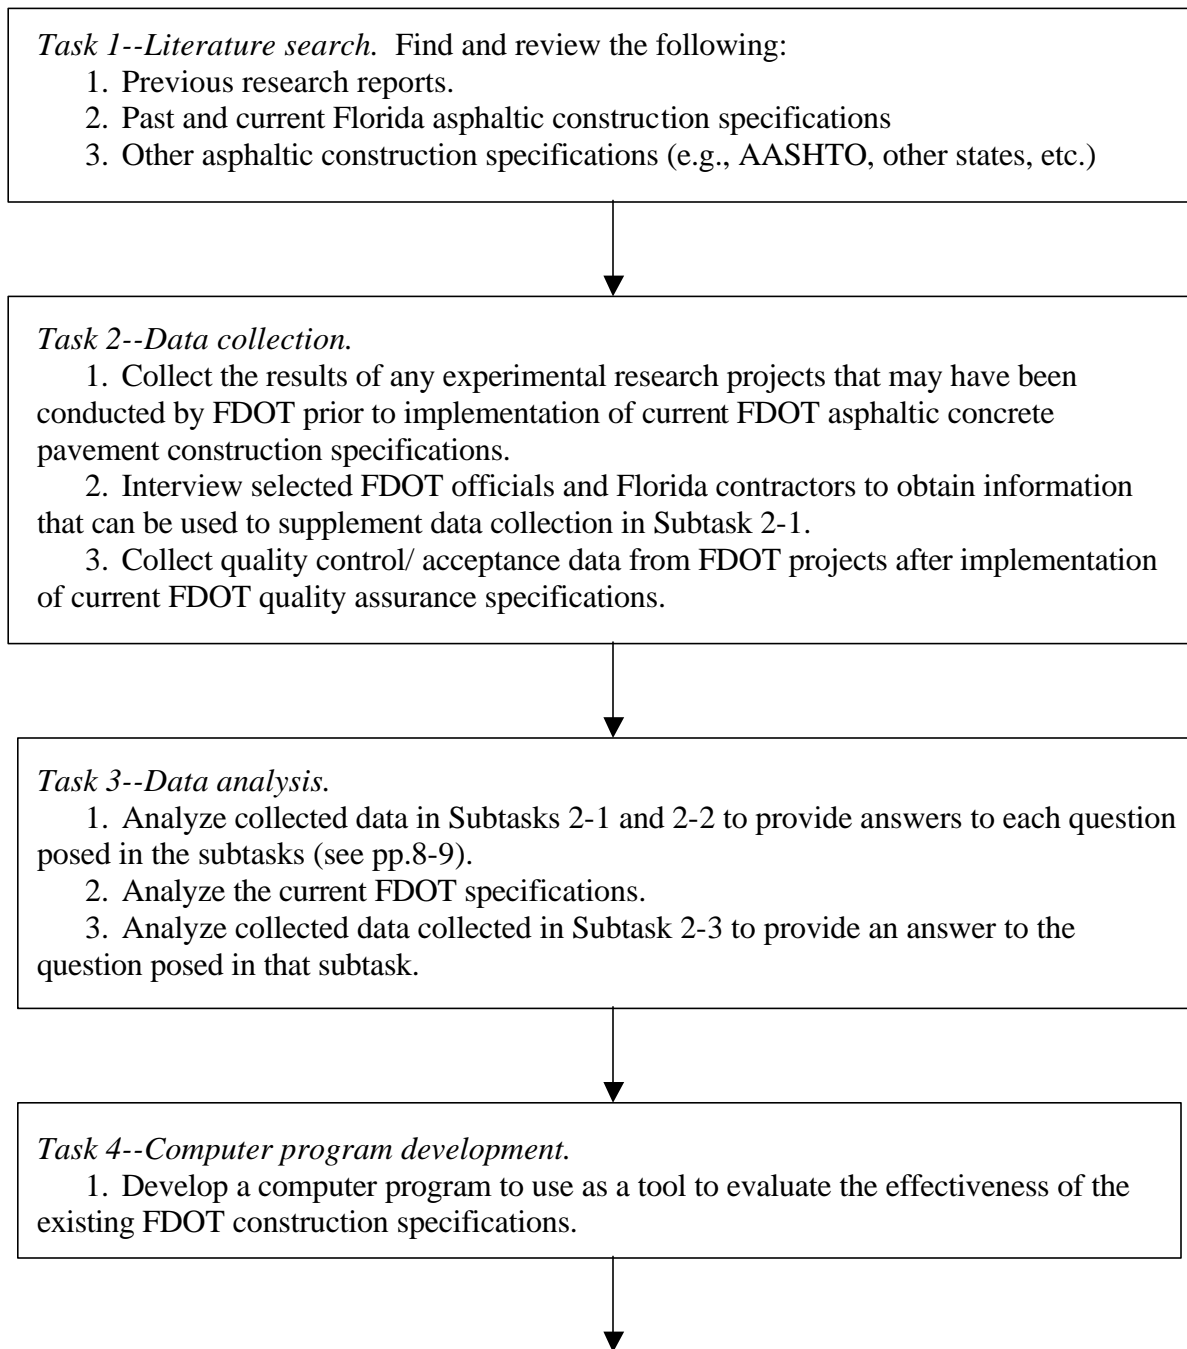 Task 1--Literature search.  Find and review the following:
1. Previous research reports.
2. Past and current Florida asphaltic construction specifications
3. Other asphaltic construction specifications (e.g., AASHTO, other states, etc.)
Task 2--Data collection.
1. Collect the results of any experimental research projects that may have been
conducted by FDOT prior to implementation of current FDOT asphaltic concrete
pavement construction specifications.
2. Interview selected FDOT officials and Florida contractors to obtain information
that can be used to supplement data collection in Subtask 2-1.
3. Collect quality control/ acceptance data from FDOT projects after implementation
of current FDOT quality assurance specifications.
Task 3--Data analysis.
1. Analyze collected data in Subtasks 2-1 and 2-2 to provide answers to each question
posed in the subtasks (see pp.8-9).
2. Analyze the current FDOT specifications.
3. Analyze collected data collected in Subtask 2-3 to provide an answer to the
question posed in that subtask.
Task 4--Computer program development.
1. Develop a computer program to use as a tool to evaluate the effectiveness of the
existing FDOT construction specifications.